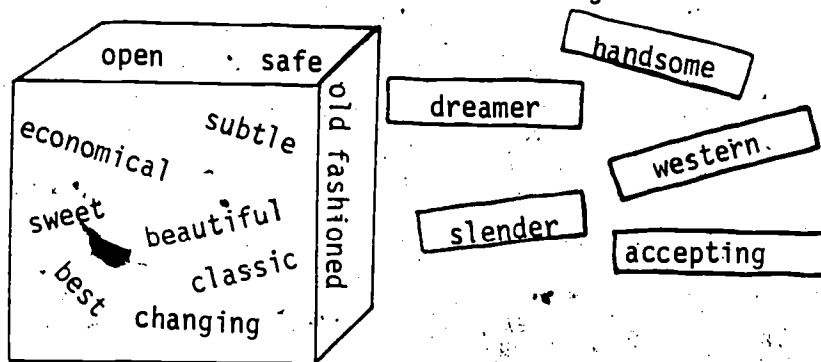 open safe
old fashioned
economical
subtle
sweet
beautiful
best
classic
changing
handsome
dreamer
western
slender
accepting